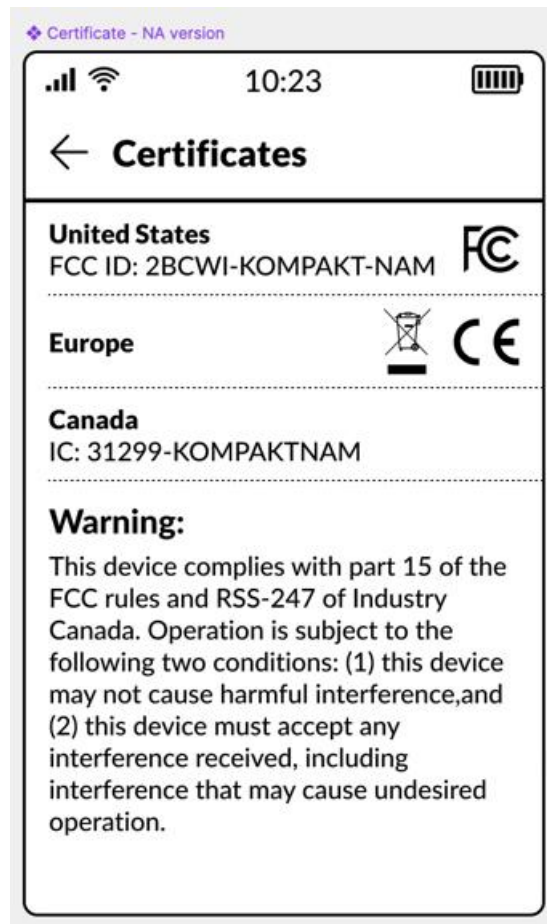 Certificate - NA version
10:23
Certificates
United States
FCC ID: 2BCWI-KOMPAKT-NAM
FC
Europe
CE
Canada
IC: 31299-KOMPAKTNAM
Warning:
This device complies with part 15 of the
FCC rules and RSS-247 of Industry
Canada. Operation is subject to the
following two conditions: (1) this device
may not cause harmful interference,and
(2) this device must accept any
interference received, including
interference that may cause undesired
operation.